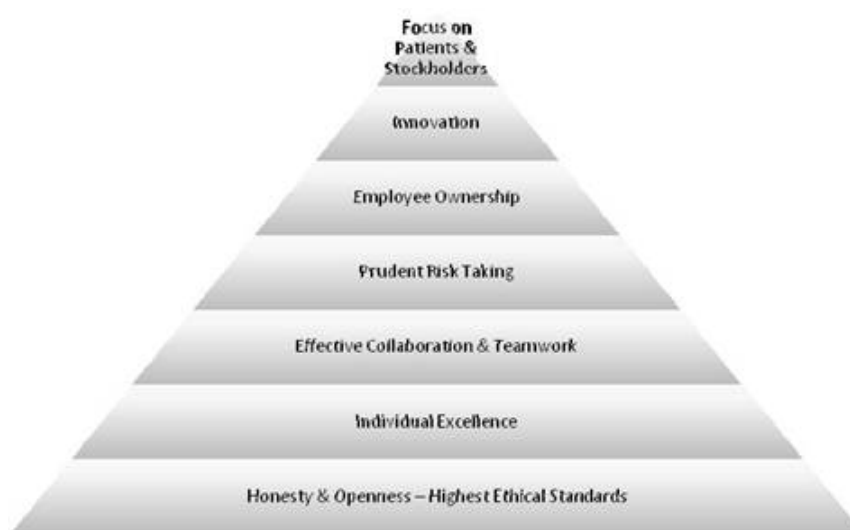 Focus on
Patients &
Stockholders
Innovation
Employee Ownership
Prudent Risk Taking
Effective Collaboration & Teamwork
Individual Excellence
Honesty & Openness – Highest Ethical Standards